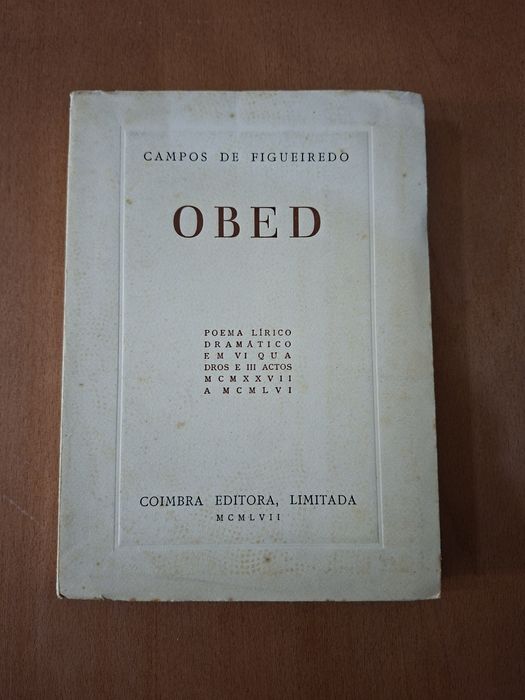 CAMPOS DE FIGUEIREDO
OBED
POEMA LÍRICO
DRAMÁTICO
EM VI QUA
DROS E III ACTOS
MCMXXVII
A MCMLVI
COIMBRA EDITORA, LIMITADA
MCMLVII